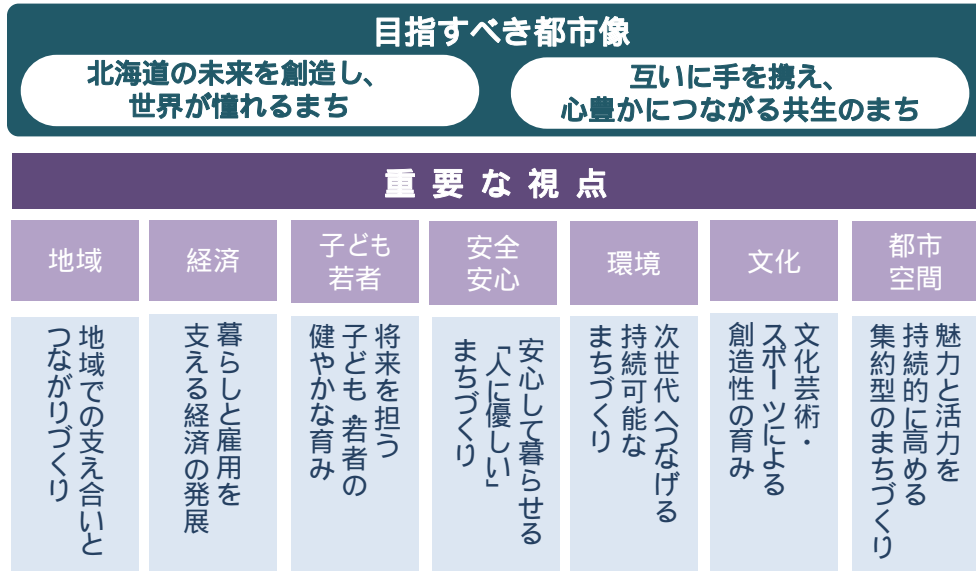 目指すべき都市像
北海道の未来を創造し、
世界が憧れるまち
互いに手を携え、
心豊かにつながる共生のまち
重要な視点
地域
地域での支え合いと
つながりづくり
経済
暮らしと雇用を
支える経済の発展
子ども
若者
将来を担う
子ども・若者の
健やかな育み
安全
安心
安心して暮らせる
「人に優しい」
まちづくり
環境
次世代へつなげる
持続可能な
まちづくり
文化
文化芸術・
スポーツによる
創造性の育み
都市
空間
魅力と活力を
持続的に高める
集約型のまちづくり